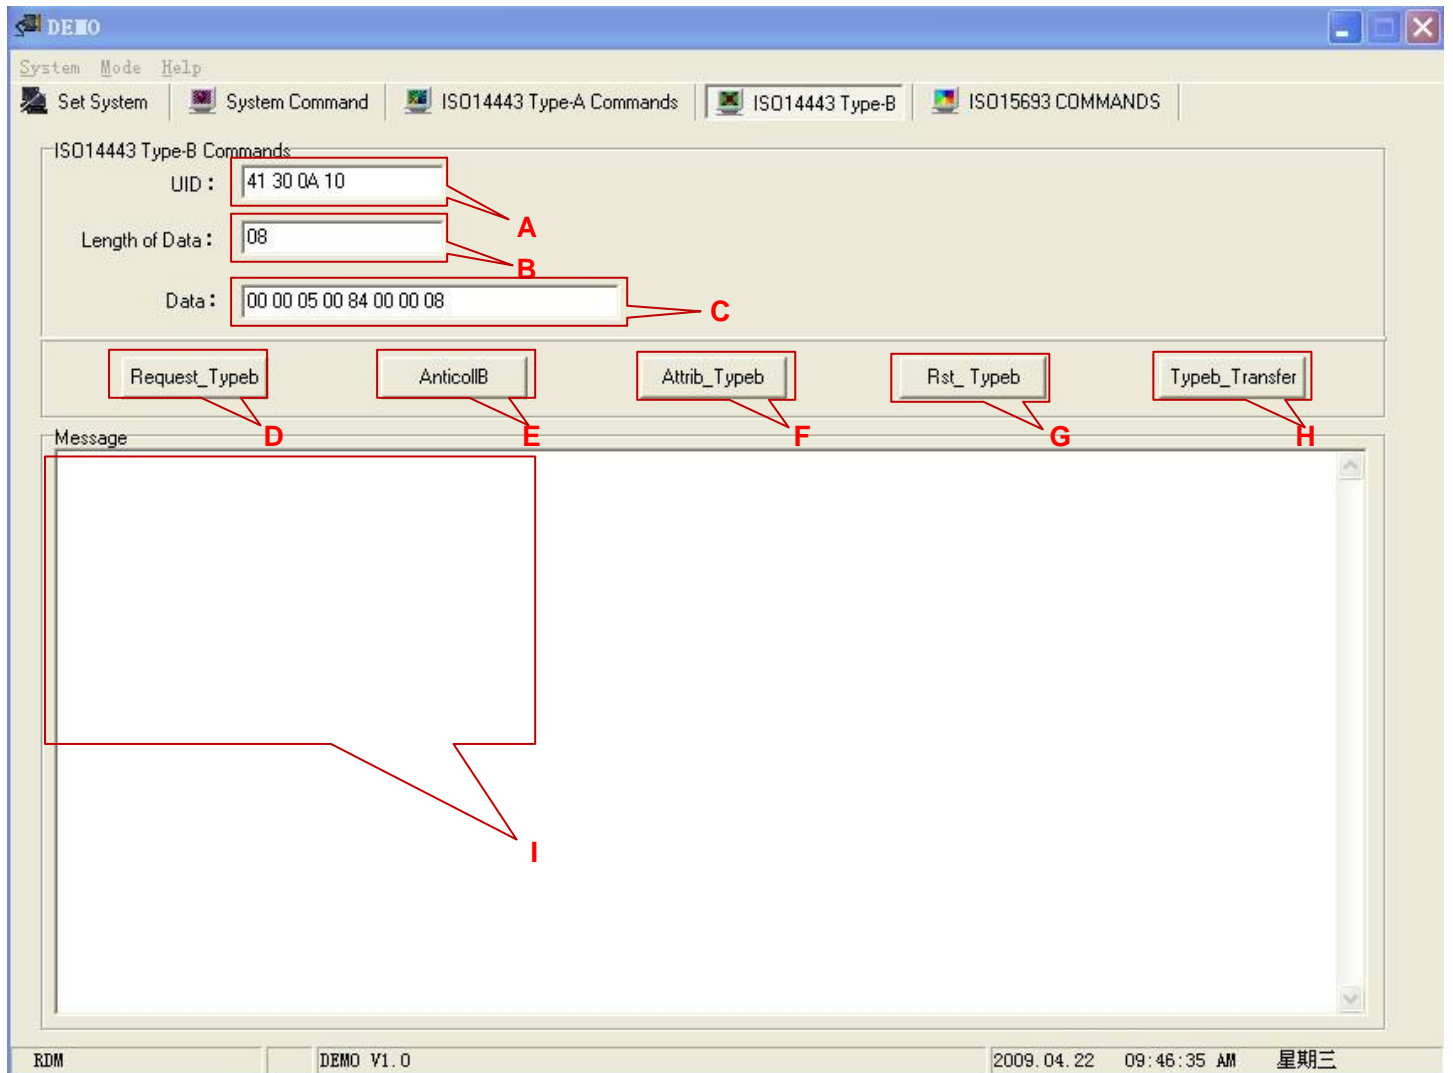 DEMO
System Mode Help
Set System System Command ISO14443 Type-A Commands ISO14443 Type-B ISO15693 COMMANDS
ISO14443 Type-B Commands
UID: 41 30 0A 10
A
Length of Data: 08
B
Data: 00 00 05 00 84 00 00 08
C
Request_Typeb AnticollB Attrib_Typeb Rst_ Typeb Typeb_Transfer
D E F G H
Message
I
RDM DEMO V1.0 2009.04.22 09:46:35 AM 星期三